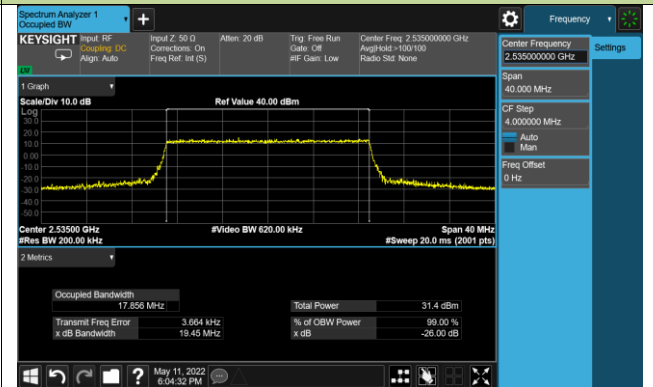 Spectrum Analyzer 1
Occupied BW
+
Frequency
KEYSIGHT
Input: RF
Coupling: DC
Align: Auto
Input Z: 50 Ω
Corrections: On
Freq Ref: Int (S)
Atten: 20 dB
Trig: Free Run
Gate: Off
#IF Gain: Low
Center Freq: 2.535000000 GHz
Avg|Hold:>100/100
Radio Std: None
Center Frequency
2.535000000 GHz
Settings
Span
40.000 MHz
CF Step
4.000000 MHz
Auto
Man
Freq Offset
0 Hz
1 Graph
Scale/Div 10.0 dB
Ref Value 40.00 dBm
Log
30.0
20.0
10.0
0.00
-10.0
-20.0
-30.0
-40.0
-50.0
Center 2.53500 GHz
#Video BW 620.00 kHz
Span 40 MHz
#Res BW 200.00 kHz
#Sweep 20.0 ms (2001 pts)
2 Metrics
Occupied Bandwidth
17.856 MHz
Total Power
31.4 dBm
Transmit Freq Error
3.664 kHz
% of OBW Power
99.00 %
x dB Bandwidth
19.45 MHz
x dB
-26.00 dB
?
May 11, 2022
6:04:32 PM